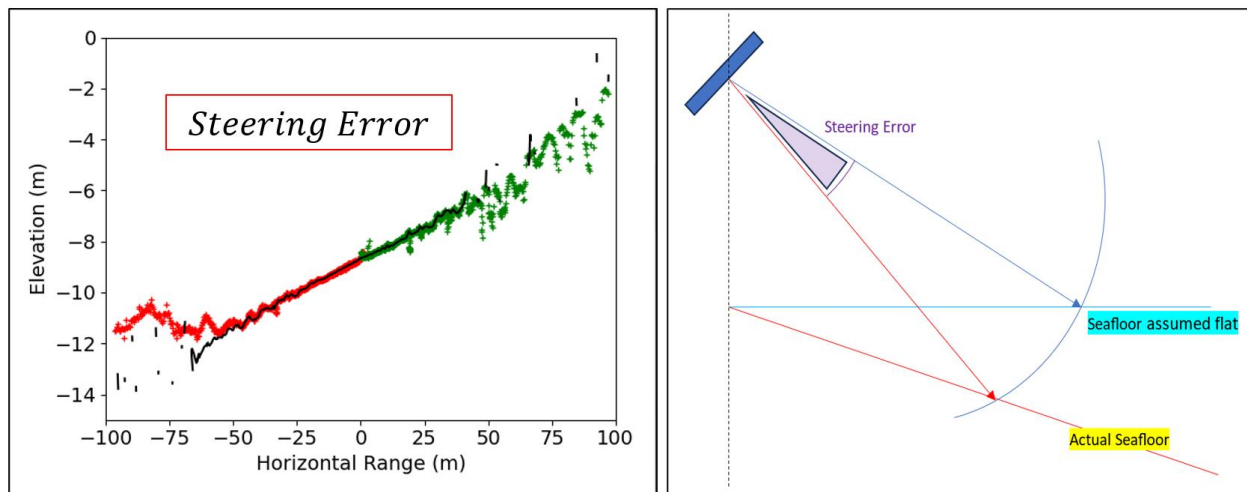 Steering Error
0
−2
−4
−6
−8
−10
−12
−14
Elevation (m)
−100 −75 −50 −25 0 25 50 75 100
Horizontal Range (m)
Steering Error
Seafloor assumed flat
Actual Seafloor